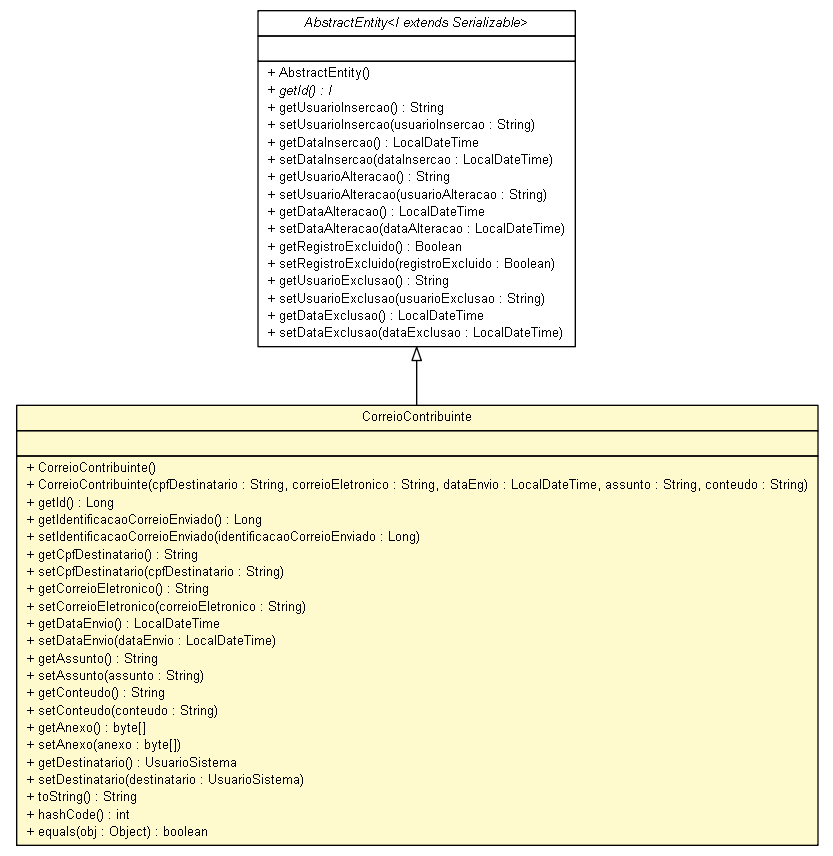 AbstractEntity<I extends Serializable>
+ AbstractEntity()
+ getId() : I
+ getUsuarioInsercao() : String
+ setUsuarioInsercao(usuarioInsercao : String)
+ getDataInsercao() : LocalDateTime
+ setDataInsercao(dataInsercao : LocalDateTime)
+ getUsuarioAlteracao() : String
+ setUsuarioAlteracao(usuarioAlteracao : String)
+ getDataAlteracao() : LocalDateTime
+ setDataAlteracao(dataAlteracao : LocalDateTime)
+ getRegistroExcluido() : Boolean
+ setRegistroExcluido(registroExcluido : Boolean)
+ getUsuarioExclusao() : String
+ setUsuarioExclusao(usuarioExclusao : String)
+ getDataExclusao() : LocalDateTime
+ setDataExclusao(dataExclusao : LocalDateTime)
CorreioContribuinte
+ CorreioContribuinte()
+ CorreioContribuinte(cpfDestinatario : String, correioEletronico : String, dataEnvio : LocalDateTime, assunto : String, conteudo : String)
+ getId() : Long
+ getIdentificacaoCorreioEnviado() : Long
+ setIdentificacaoCorreioEnviado(identificacaoCorreioEnviado : Long)
+ getCpfDestinatario() : String
+ setCpfDestinatario(cpfDestinatario : String)
+ getCorreioEletronico() : String
+ setCorreioEletronico(correioEletronico : String)
+ getDataEnvio() : LocalDateTime
+ setDataEnvio(dataEnvio : LocalDateTime)
+ getAssunto() : String
+ setAssunto(assunto : String)
+ getConteudo() : String
+ setConteudo(conteudo : String)
+ getAnexo() : byte[]
+ setAnexo(anexo : byte[])
+ getDestinatario() : UsuarioSistema
+ setDestinatario(destinatario : UsuarioSistema)
+ toString() : String
+ hashCode() : int
+ equals(obj : Object) : boolean